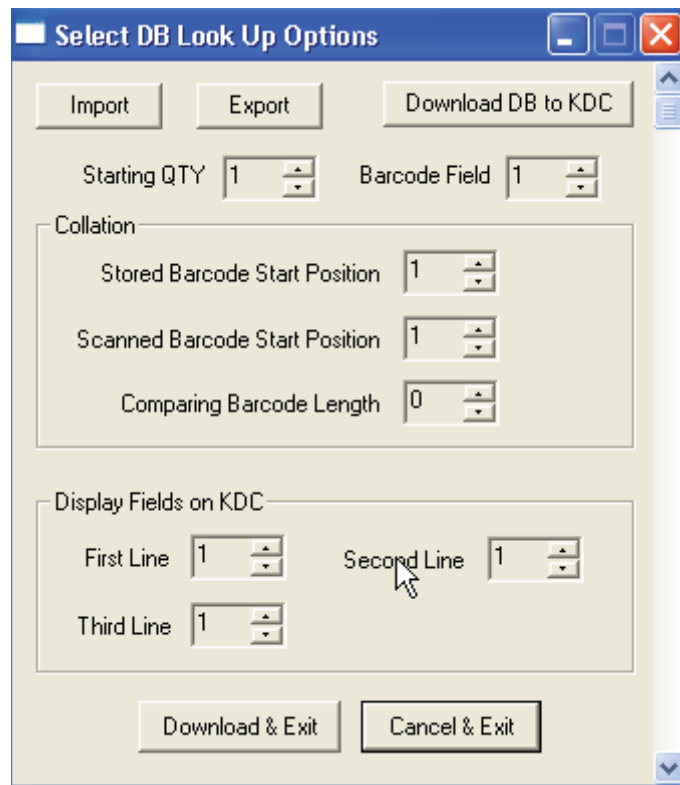 Select DB Look Up Options
Import Export Download DB to KDC
Starting QTY 1 Barcode Field 1
Collation
Stored Barcode Start Position 1
Scanned Barcode Start Position 1
Comparing Barcode Length 0
Display Fields on KDC
First Line 1 Second Line 1
Third Line 1
Download & Exit Cancel & Exit